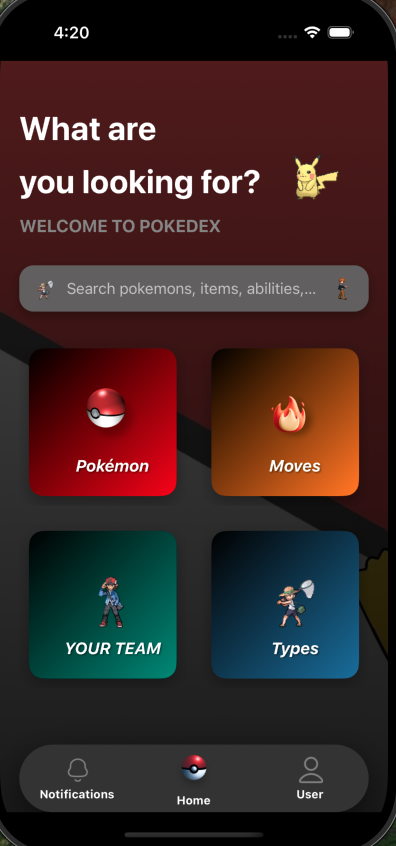 4:20
What are
you looking for?
WELCOME TO POKEDEX
Search pokemons, items, abilities,...
Pokémon
Moves
YOUR TEAM
Types
Notifications
Home
User